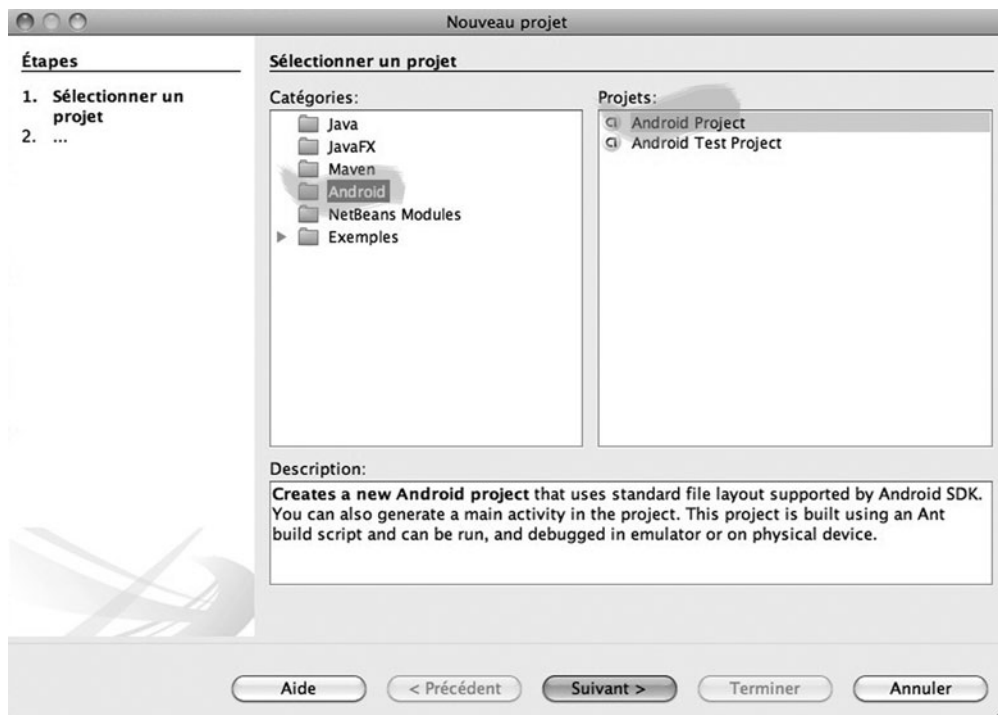 Nouveau projet
Étapes
1. Sélectionner un
projet
2. ...
Sélectionner un projet
Catégories:
Java
JavaFX
Maven
Android
NetBeans Modules
Exemples
Projets:
Android Project
Android Test Project
Description:
Creates a new Android project that uses standard file layout supported by Android SDK.
You can also generate a main activity in the project. This project is built using an Ant
build script and can be run, and debugged in emulator or on physical device.
Aide
< Précédent
Suivant >
Terminer
Annuler